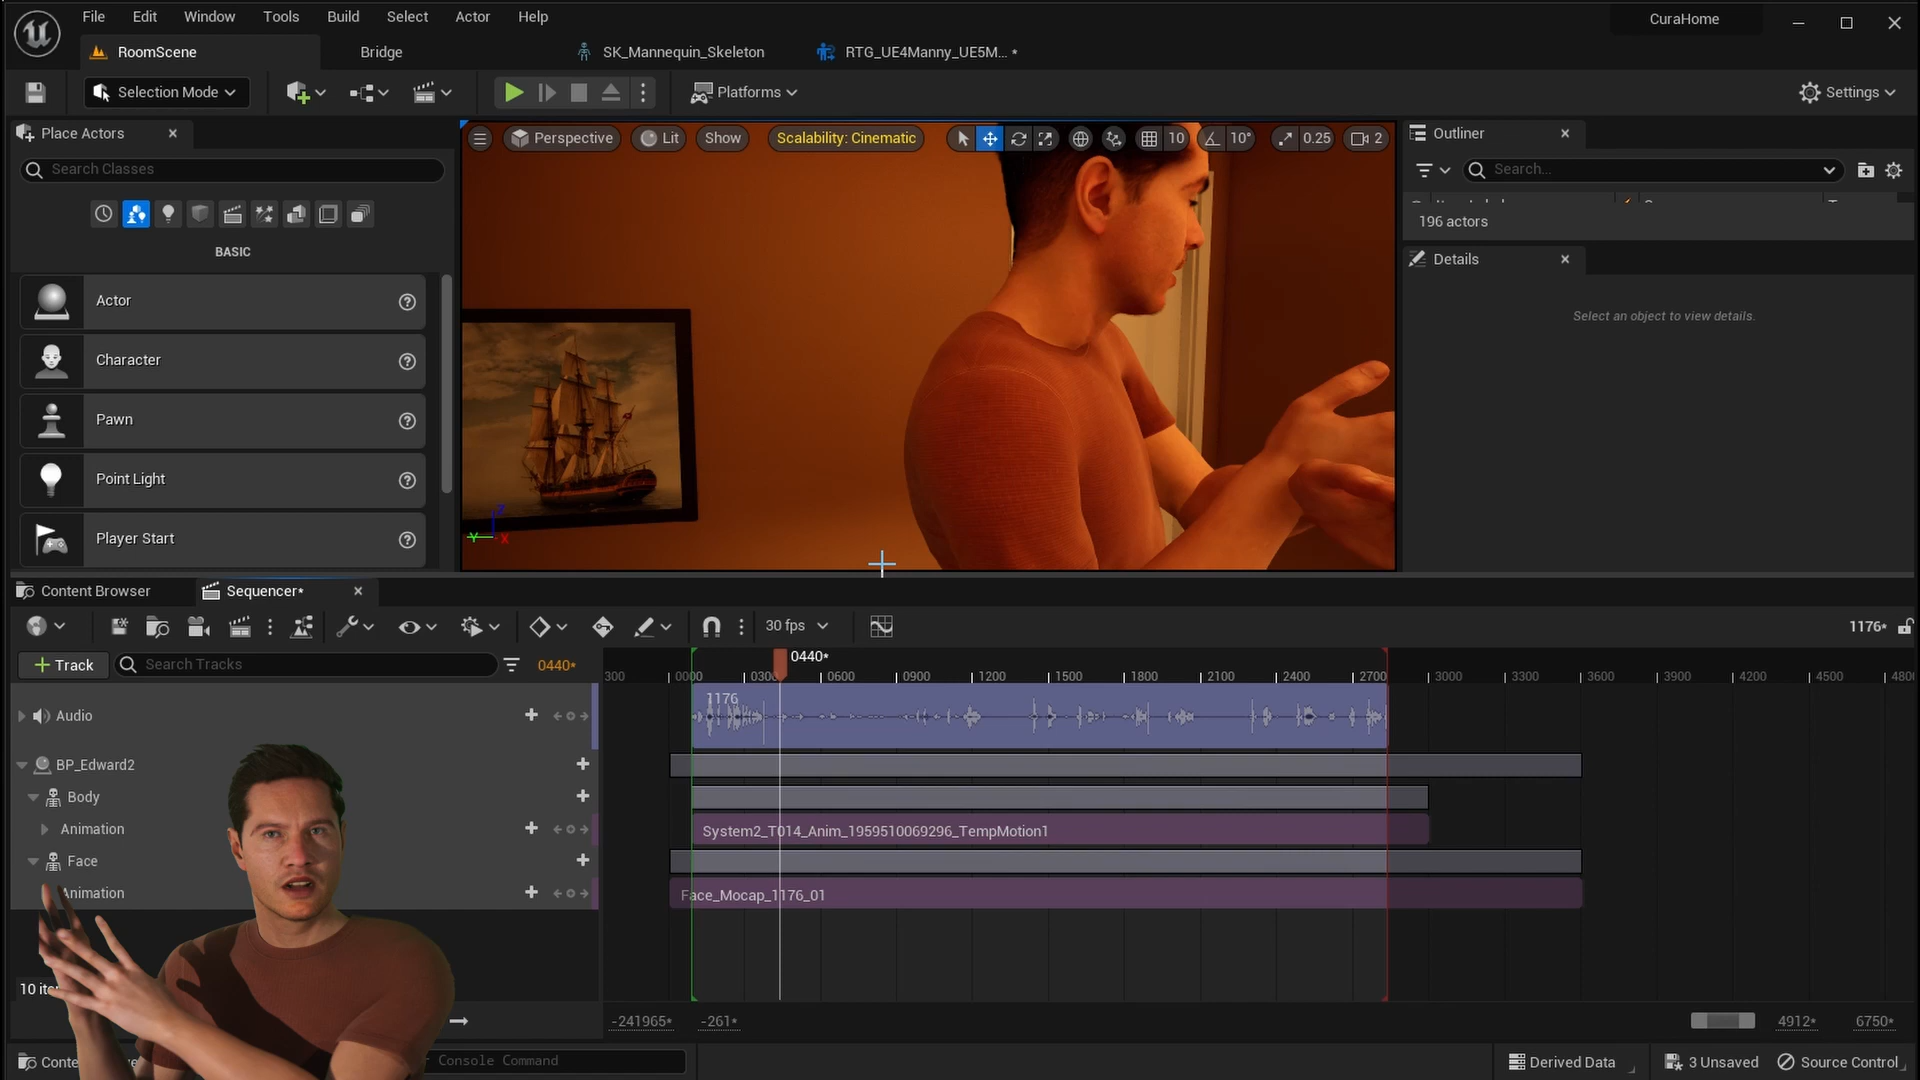 File Edit Window Tools Build Select Actor Help
CuraHome
RoomScene
Bridge
SK_Mannequin_Skeleton
RTG_UE4Manny_UE5M... *
Selection Mode
Platforms
Settings
Place Actors
Search Classes
BASIC
Actor
Character
Pawn
Point Light
Player Start
Perspective
Lit
Show
Scalability: Cinematic
10
10°
0.25
2
Z
Y
X
Outliner
Search...
196 actors
Details
Select an object to view details.
Content Browser
Sequencer*
30 fps
1176*
Track
Search Tracks
0440*
0440*
300 0000 0300 0600 0900 1200 1500 1800 2100 2400 2700 3000 3300 3600 3900 4200 4500 480
Audio
1176
BP_Edward2
Body
Animation
System2_T014_Anim_1959510069296_TempMotion1
Face
Animation
Face_Mocap_1176_01
10 ite
-241965*
-261*
4912*
6750*
Conte
Console Command
Derived Data
3 Unsaved
Source Control